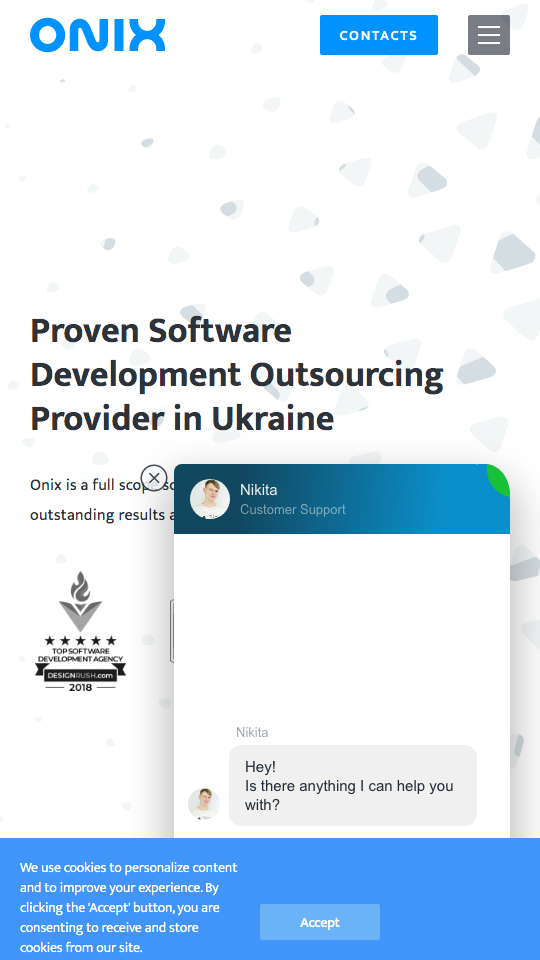 ONIX
CONTACTS
Proven Software
Development Outsourcing
Provider in Ukraine
Onix is a full scope
outstanding results
★★★★★
TOP SOFTWARE
DEVELOPMENT AGENCY
DESIGNRUSH.com
2018
Nikita
Customer Support
Nikita
Hey!
Is there anything I can help you
with?
We use cookies to personalize content
and to improve your experience. By
clicking the 'Accept' button, you are
consenting to receive and store
cookies from our site.
Accept